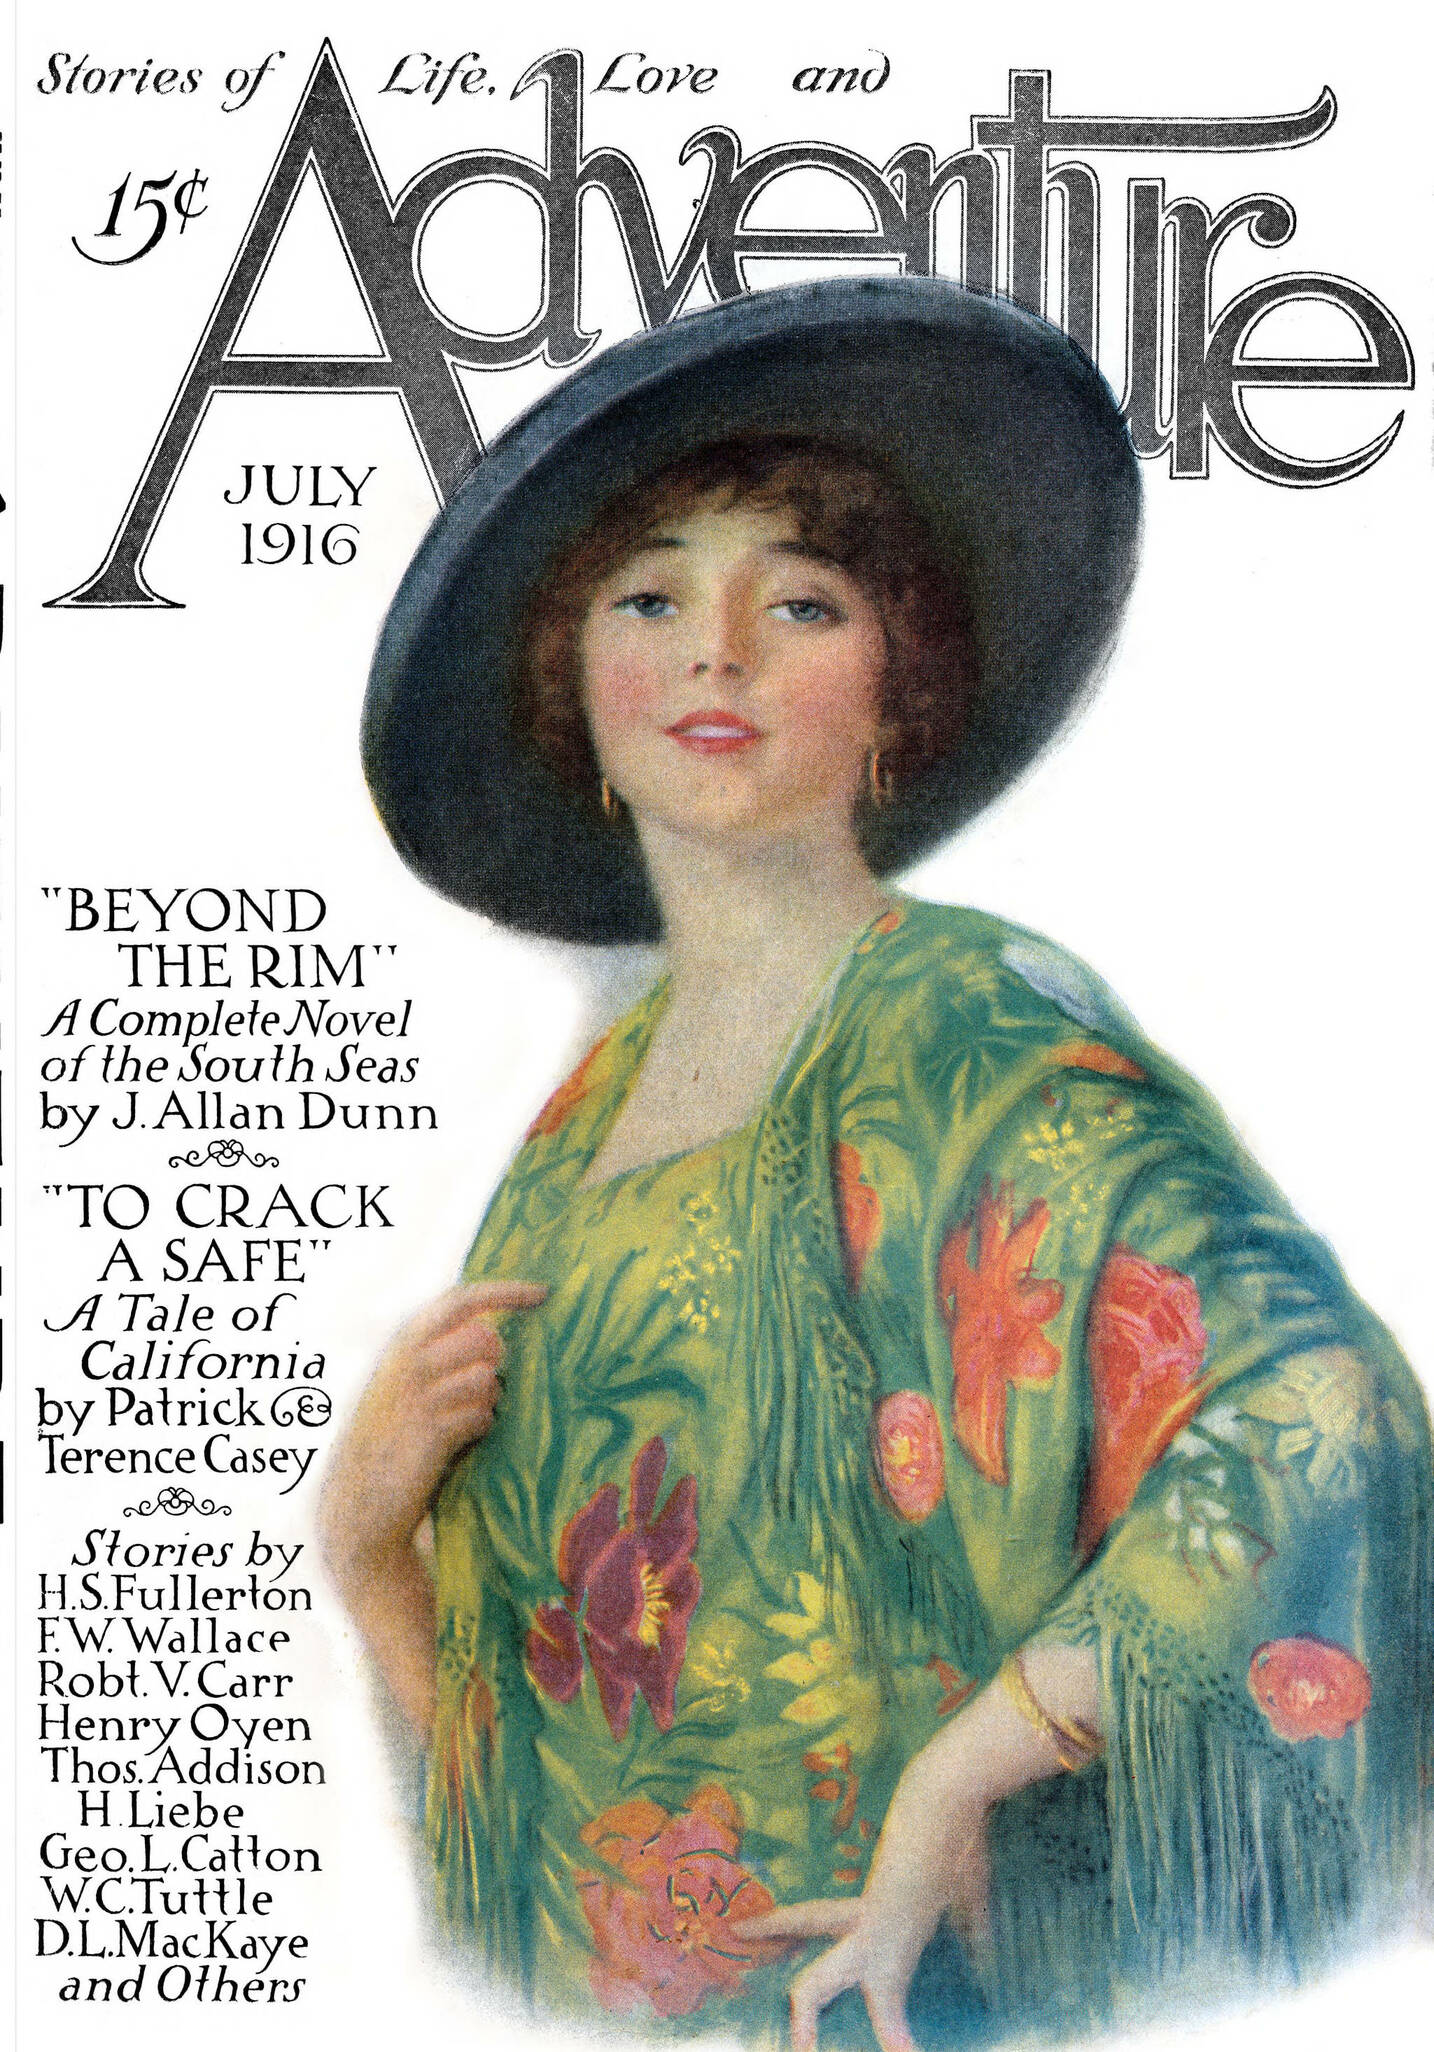 Stories of Life, Love and
Adventure
15¢
JULY
1916
"BEYOND
THE RIM"
A Complete Novel
of the South Seas
by J. Allan Dunn
"TO CRACK
A SAFE"
A Tale of
California
by Patrick &
Terence Casey
Stories by
H.S. Fullerton
F.W. Wallace
Robt. V. Carr
Henry Oyen
Thos. Addison
H. Liebe
Geo. L. Catton
W.C. Tuttle
D.L. MacKaye
and Others